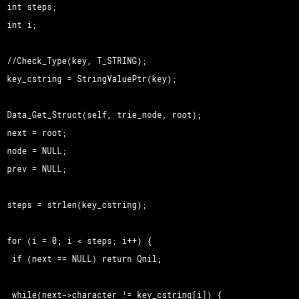 int steps;
int i;
//Check_Type(key, T_STRING);
key_cstring = StringValuePtr(key);
Data_Get_Struct(self, trie_node, root);
next = root;
node = NULL;
prev = NULL;
steps = strlen(key_cstring);
for (i = 0; i < steps; i++) {
if (next == NULL) return Qnil;
while(next->character != key_cstring[i]) {